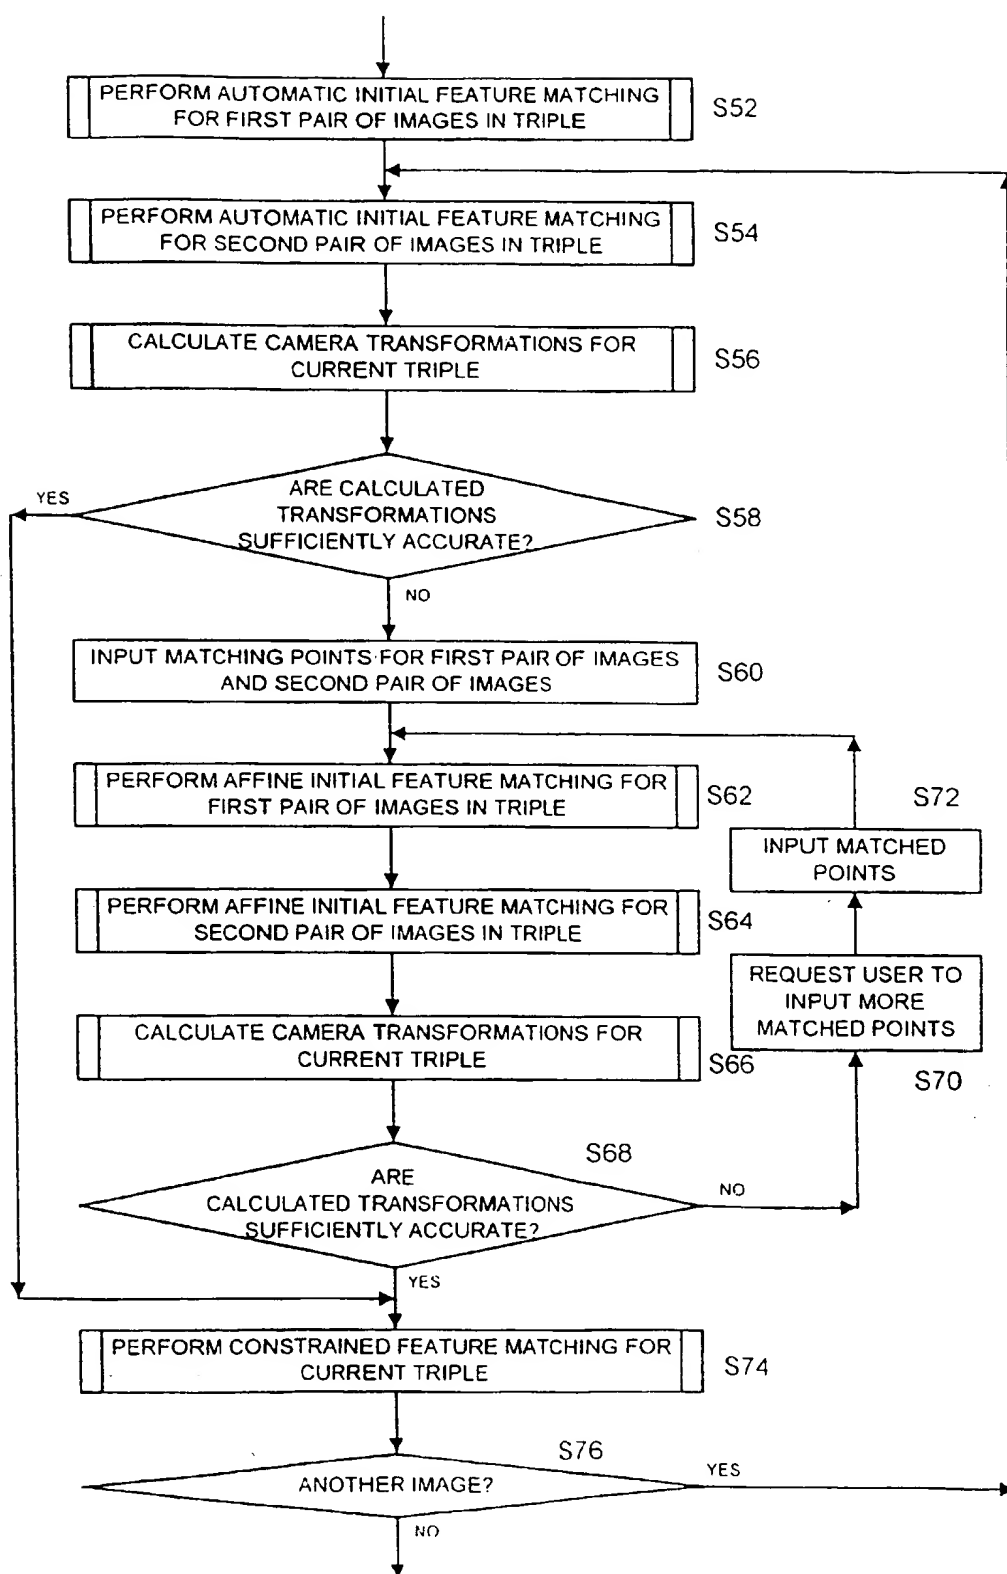 PERFORM AUTOMATIC INITIAL FEATURE MATCHING
FOR FIRST PAIR OF IMAGES IN TRIPLE
S52
PERFORM AUTOMATIC INITIAL FEATURE MATCHING
FOR SECOND PAIR OF IMAGES IN TRIPLE
S54
CALCULATE CAMERA TRANSFORMATIONS FOR
CURRENT TRIPLE
S56
YES
ARE CALCULATED
TRANSFORMATIONS
SUFFICIENTLY ACCURATE?
S58
NO
INPUT MATCHING POINTS FOR FIRST PAIR OF IMAGES
AND SECOND PAIR OF IMAGES
S60
PERFORM AFFINE INITIAL FEATURE MATCHING FOR
FIRST PAIR OF IMAGES IN TRIPLE
S62
S72
INPUT MATCHED
POINTS
PERFORM AFFINE INITIAL FEATURE MATCHING FOR
SECOND PAIR OF IMAGES IN TRIPLE
S64
REQUEST USER TO
INPUT MORE
MATCHED POINTS
S70
CALCULATE CAMERA TRANSFORMATIONS FOR
CURRENT TRIPLE
S66
S68
ARE
CALCULATED TRANSFORMATIONS
SUFFICIENTLY ACCURATE?
NO
YES
PERFORM CONSTRAINED FEATURE MATCHING FOR
CURRENT TRIPLE
S74
S76
ANOTHER IMAGE?
YES
NO